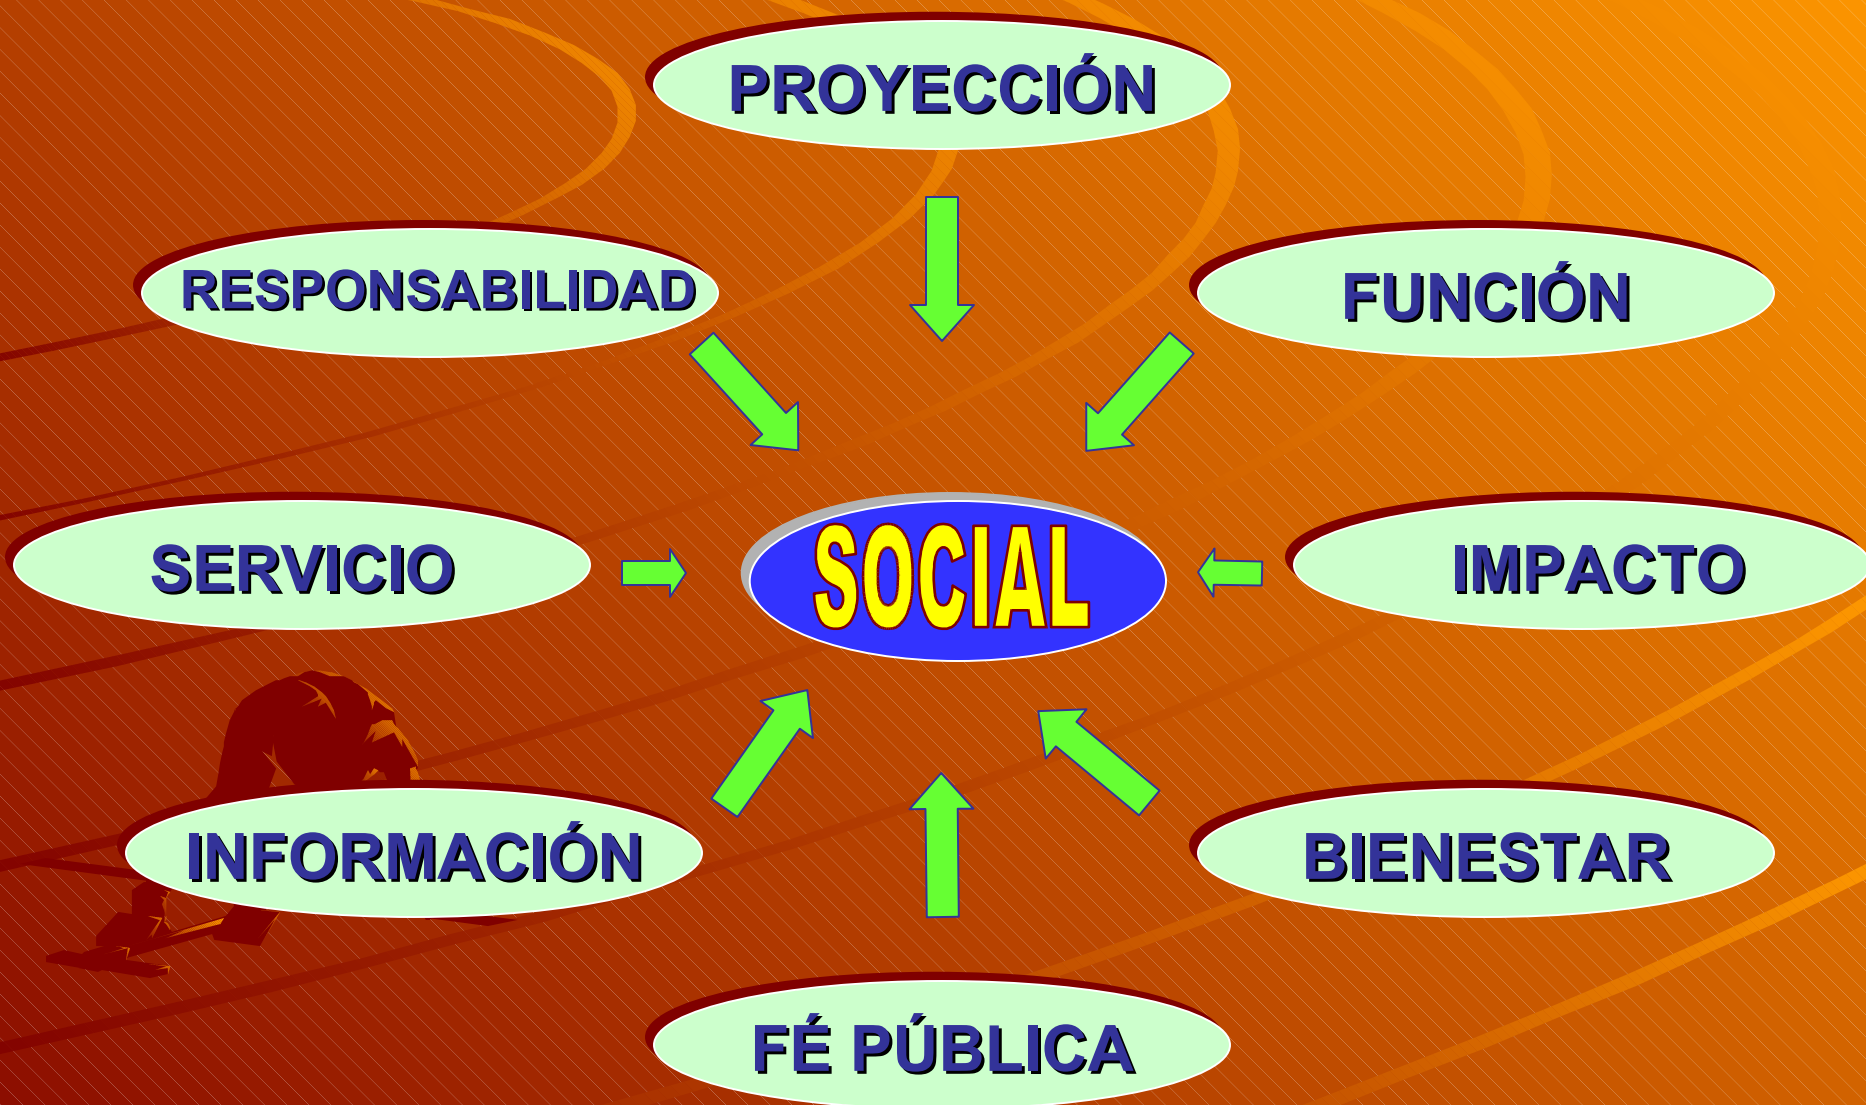 PROYECCIÓN
RESPONSABILIDAD
FUNCIÓN
SERVICIO
SOCIAL
IMPACTO
INFORMACIÓN
BIENESTAR
FÉ PÚBLICA